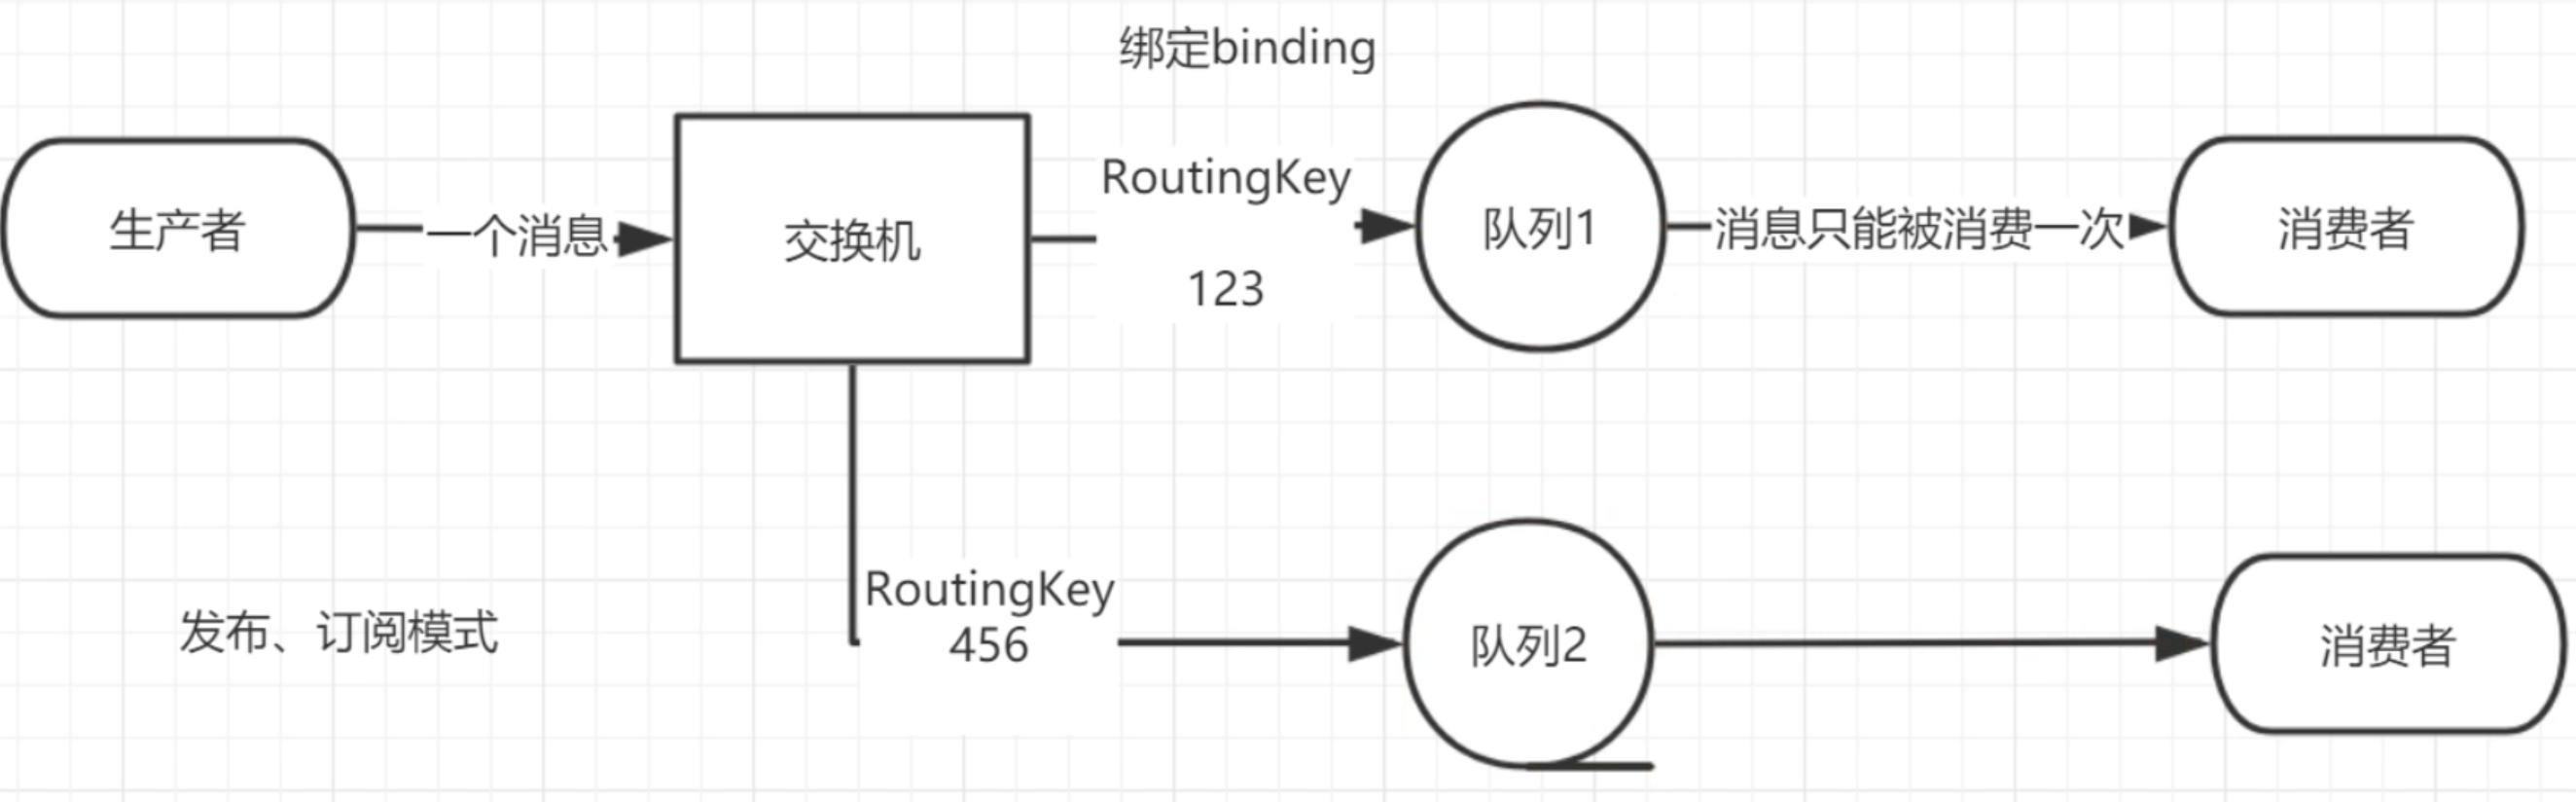 绑定binding
生产者
一个消息
交换机
RoutingKey
123
队列1
消息只能被消费一次
消费者
发布、订阅模式
RoutingKey
456
队列2
消费者